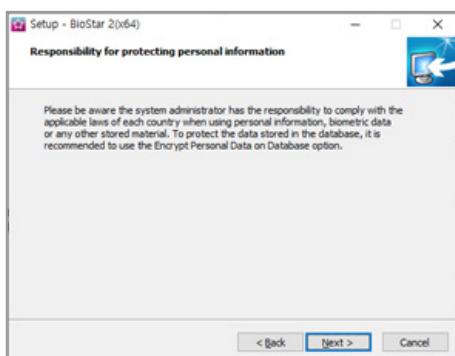 Setup - BioStar 2(x64)
Responsibility for protecting personal information
Please be aware the system administrator has the responsibility to comply with the
applicable laws of each country when using personal information, biometric data
or any other stored material. To protect the data stored in the database, it is
recommended to use the Encrypt Personal Data on Database option.
< Back
Next >
Cancel